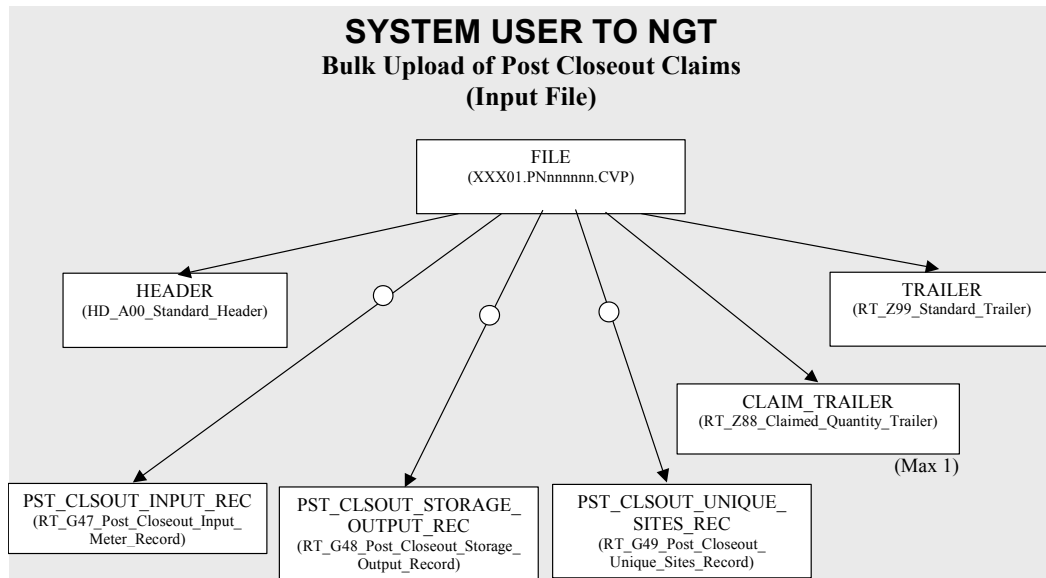 SYSTEM USER TO NGT
Bulk Upload of Post Closeout Claims
(Input File)
FILE
(XXX01.PNnnnnnn.CVP)
HEADER
(HD_A00_Standard_Header)
TRAILER
(RT_Z99_Standard_Trailer)
CLAIM_TRAILER
(RT_Z88_Claimed_Quantity_Trailer)
(Max 1)
PST_CLSOUT_INPUT_REC
(RT_G47_Post_Closeout_Input_
Meter_Record)
PST_CLSOUT_STORAGE_
OUTPUT_REC
(RT_G48_Post_Closeout_Storage_
Output_Record)
PST_CLSOUT_UNIQUE_
SITES_REC
(RT_G49_Post_Closeout_
Unique_Sites_Record)